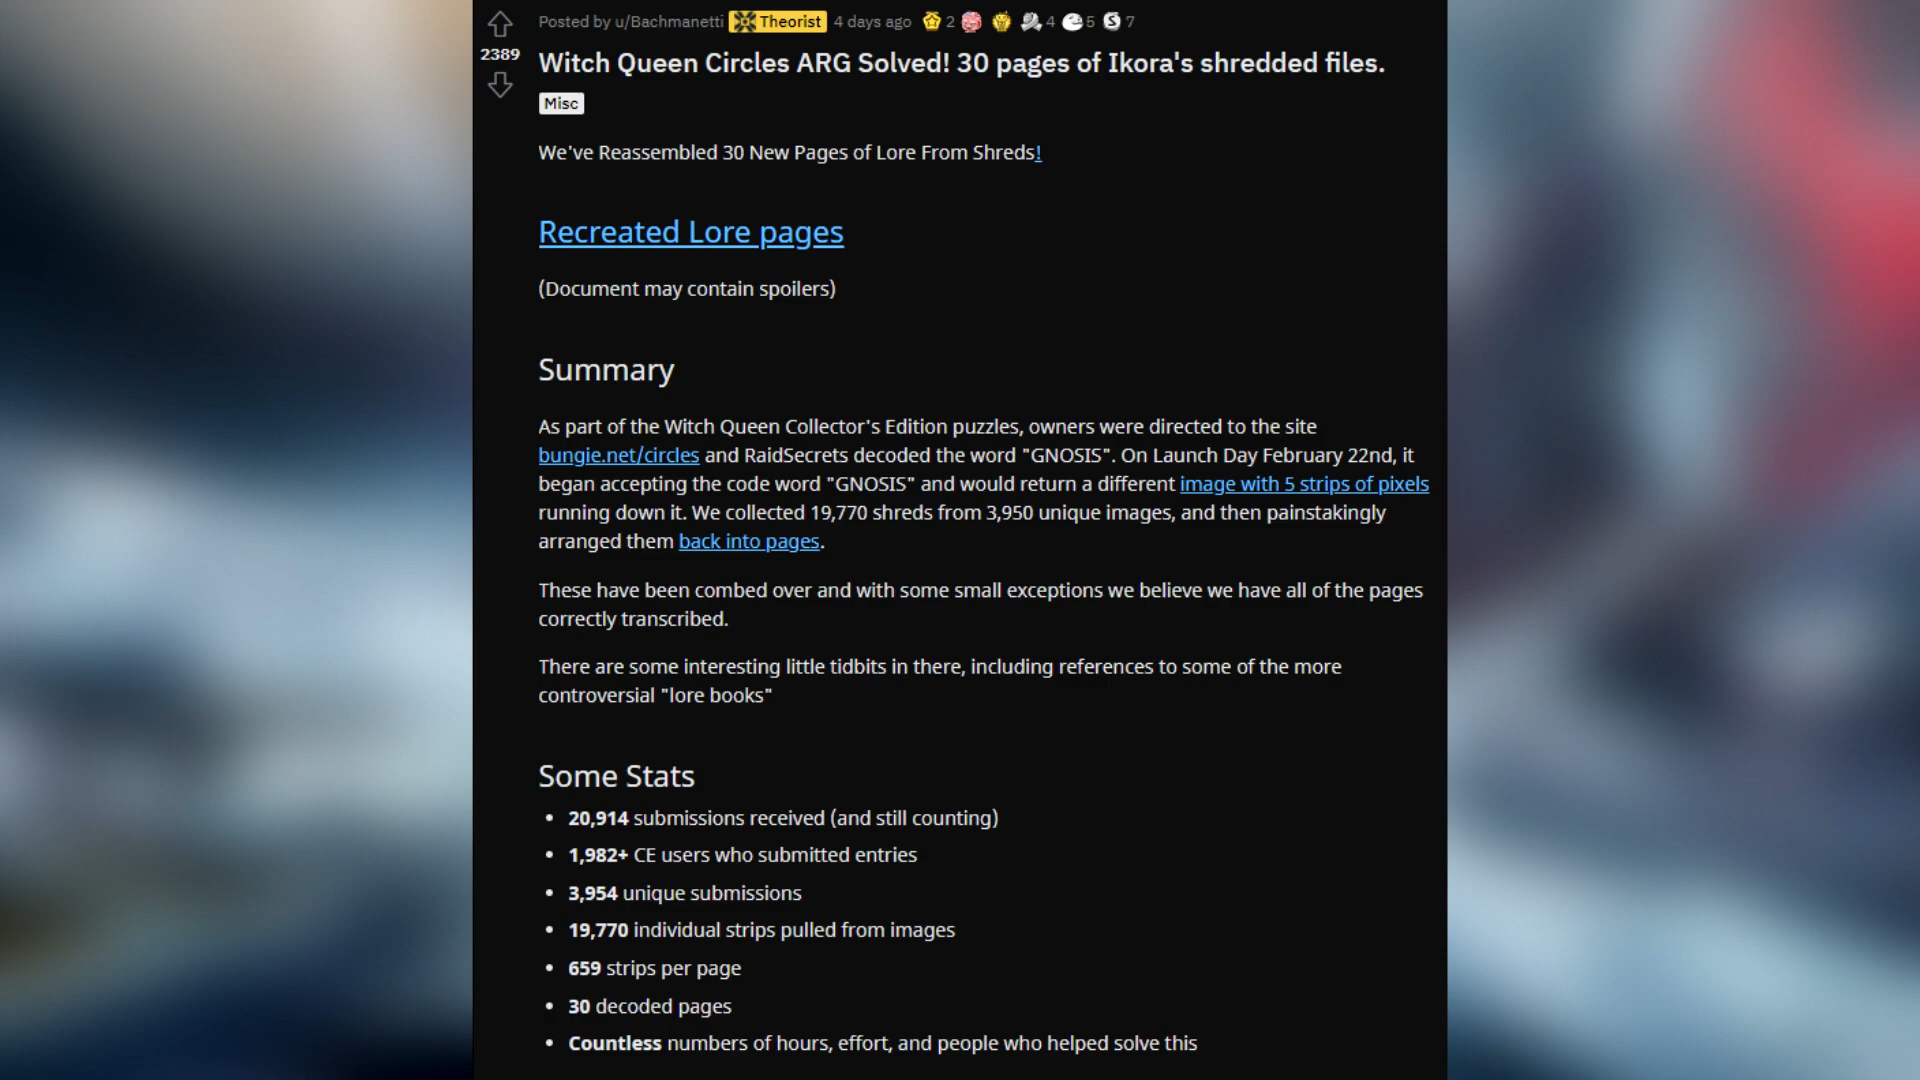 Posted by u/Bachmanetti Theorist 4 days ago 2 4 5 S 7
2389
Witch Queen Circles ARG Solved! 30 pages of Ikora's shredded files.
Misc
We've Reassembled 30 New Pages of Lore From Shreds!
Recreated Lore pages
(Document may contain spoilers)
Summary
As part of the Witch Queen Collector's Edition puzzles, owners were directed to the site
bungie.net/circles and RaidSecrets decoded the word "GNOSIS". On Launch Day February 22nd, it
began accepting the code word "GNOSIS" and would return a different image with 5 strips of pixels
running down it. We collected 19,770 shreds from 3,950 unique images, and then painstakingly
arranged them back into pages.
These have been combed over and with some small exceptions we believe we have all of the pages
correctly transcribed.
There are some interesting little tidbits in there, including references to some of the more
controversial "lore books"
Some Stats
• 20,914 submissions received (and still counting)
• 1,982+ CE users who submitted entries
• 3,954 unique submissions
• 19,770 individual strips pulled from images
• 659 strips per page
• 30 decoded pages
• Countless numbers of hours, effort, and people who helped solve this